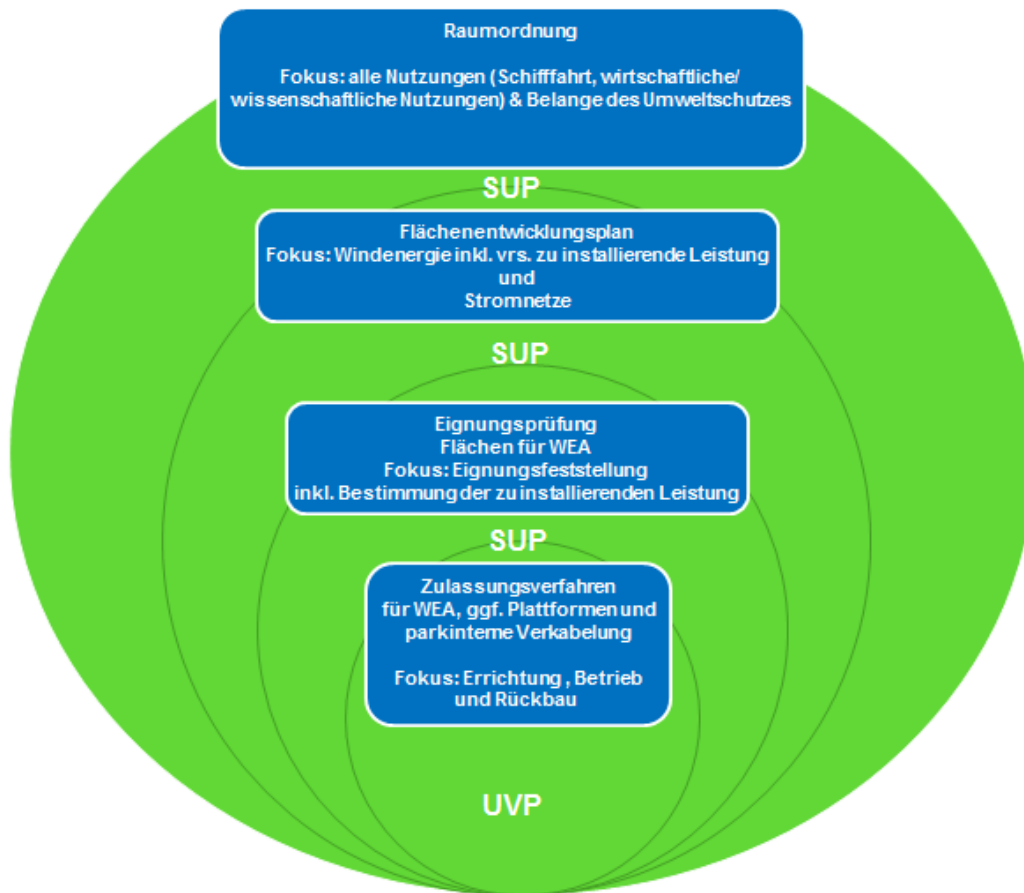 Raumordnung
Fokus: alle Nutzungen (Schifffahrt, wirtschaftliche/
wissenschaftliche Nutzungen) & Belange des Umweltschutzes
SUP
Flächenentwicklungsplan
Fokus: Windenergie inkl. vrs. zu installierende Leistung
und
Stromnetze
SUP
Eignungsprüfung
Flächen für WEA
Fokus: Eignungsfeststellung
inkl. Bestimmung der zu installierenden Leistung
SUP
Zulassungsverfahren
für WEA, ggf. Plattformen und
parkinterne Verkabelung
Fokus: Errichtung, Betrieb
und Rückbau
UVP